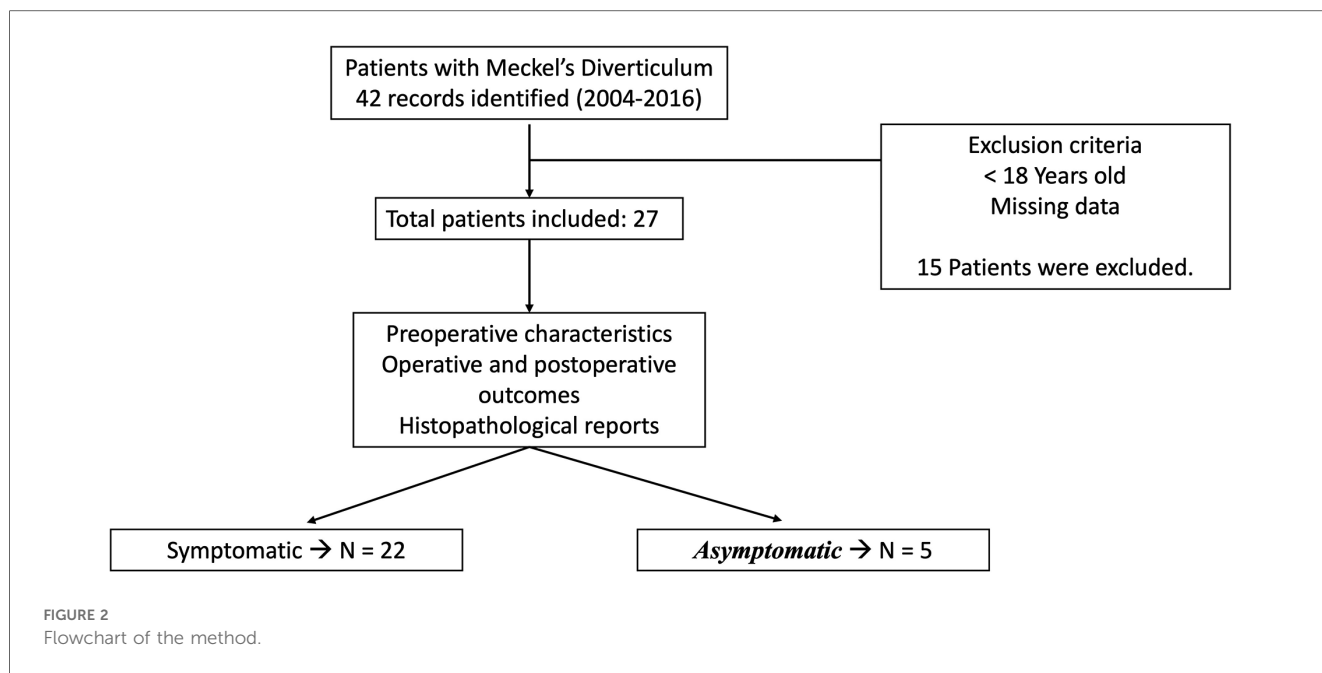 Patients with Meckel's Diverticulum
42 records identified (2004-2016)
Exclusion criteria
< 18 Years old
Missing data
15 Patients were excluded.
Total patients included: 27
Preoperative characteristics
Operative and postoperative
outcomes
Histopathological reports
Symptomatic → N = 22
Asymptomatic → N = 5
FIGURE 2
Flowchart of the method.